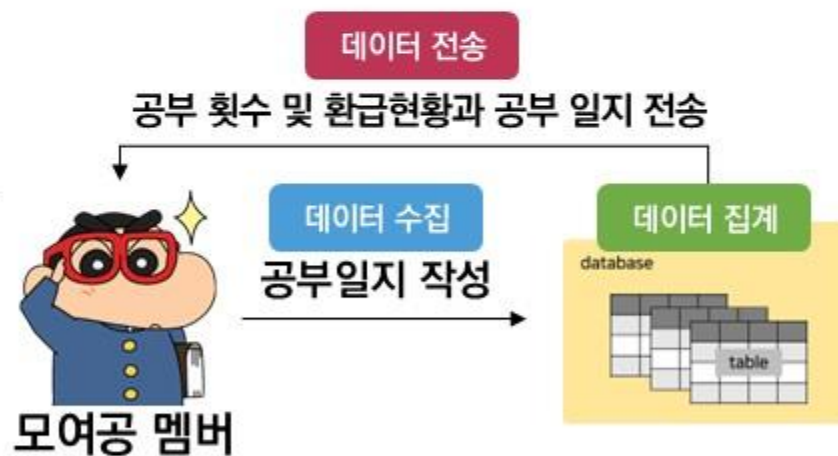 데이터 전송
공부 횟수 및 환급현황과 공부 일지 전송
데이터 수집
데이터 집계
공부일지 작성
database
table
모여공 멤버